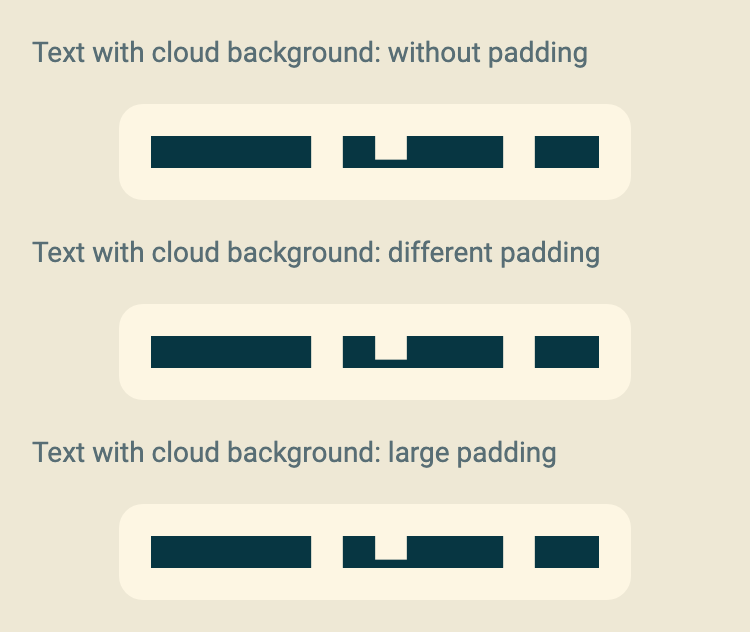 Text with cloud background: without padding
Text with cloud background: different padding
Text with cloud background: large padding